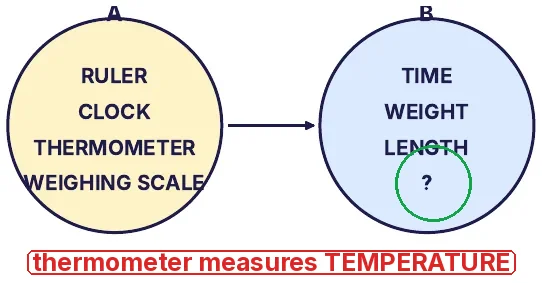 A
RULER
CLOCK
THERMOMETER
WEIGHING SCALE
B
TIME
WEIGHT
LENGTH
?
thermometer measures TEMPERATURE